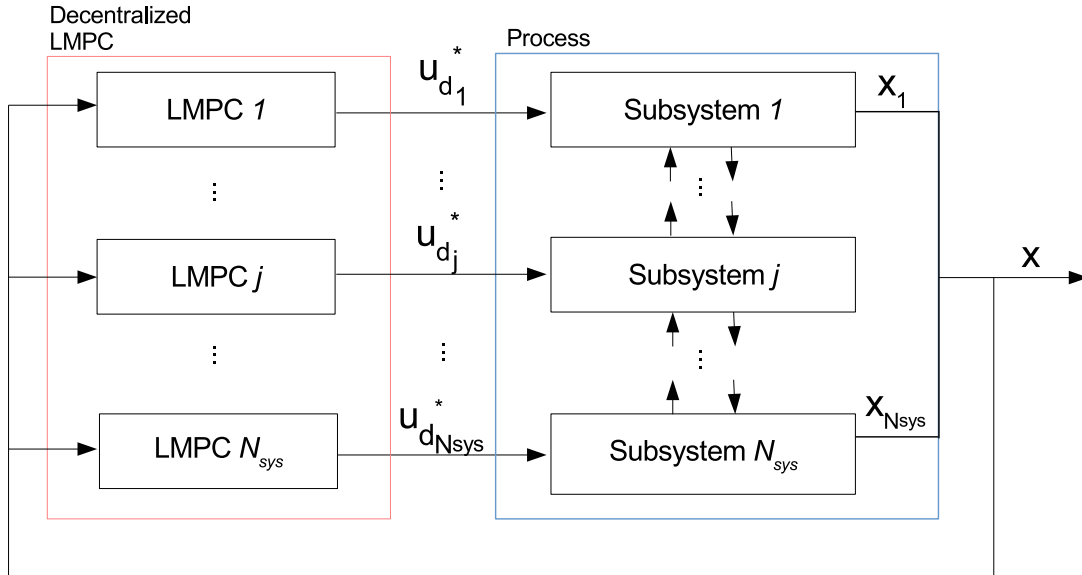 Decentralized
LMPC
Process
LMPC 1
u_{d_1}^*
Subsystem 1
x_1
LMPC j
u_{d_j}^*
Subsystem j
x
LMPC N_{sys}
u_{d_{Nsys}}^*
Subsystem N_{sys}
x_{Nsys}